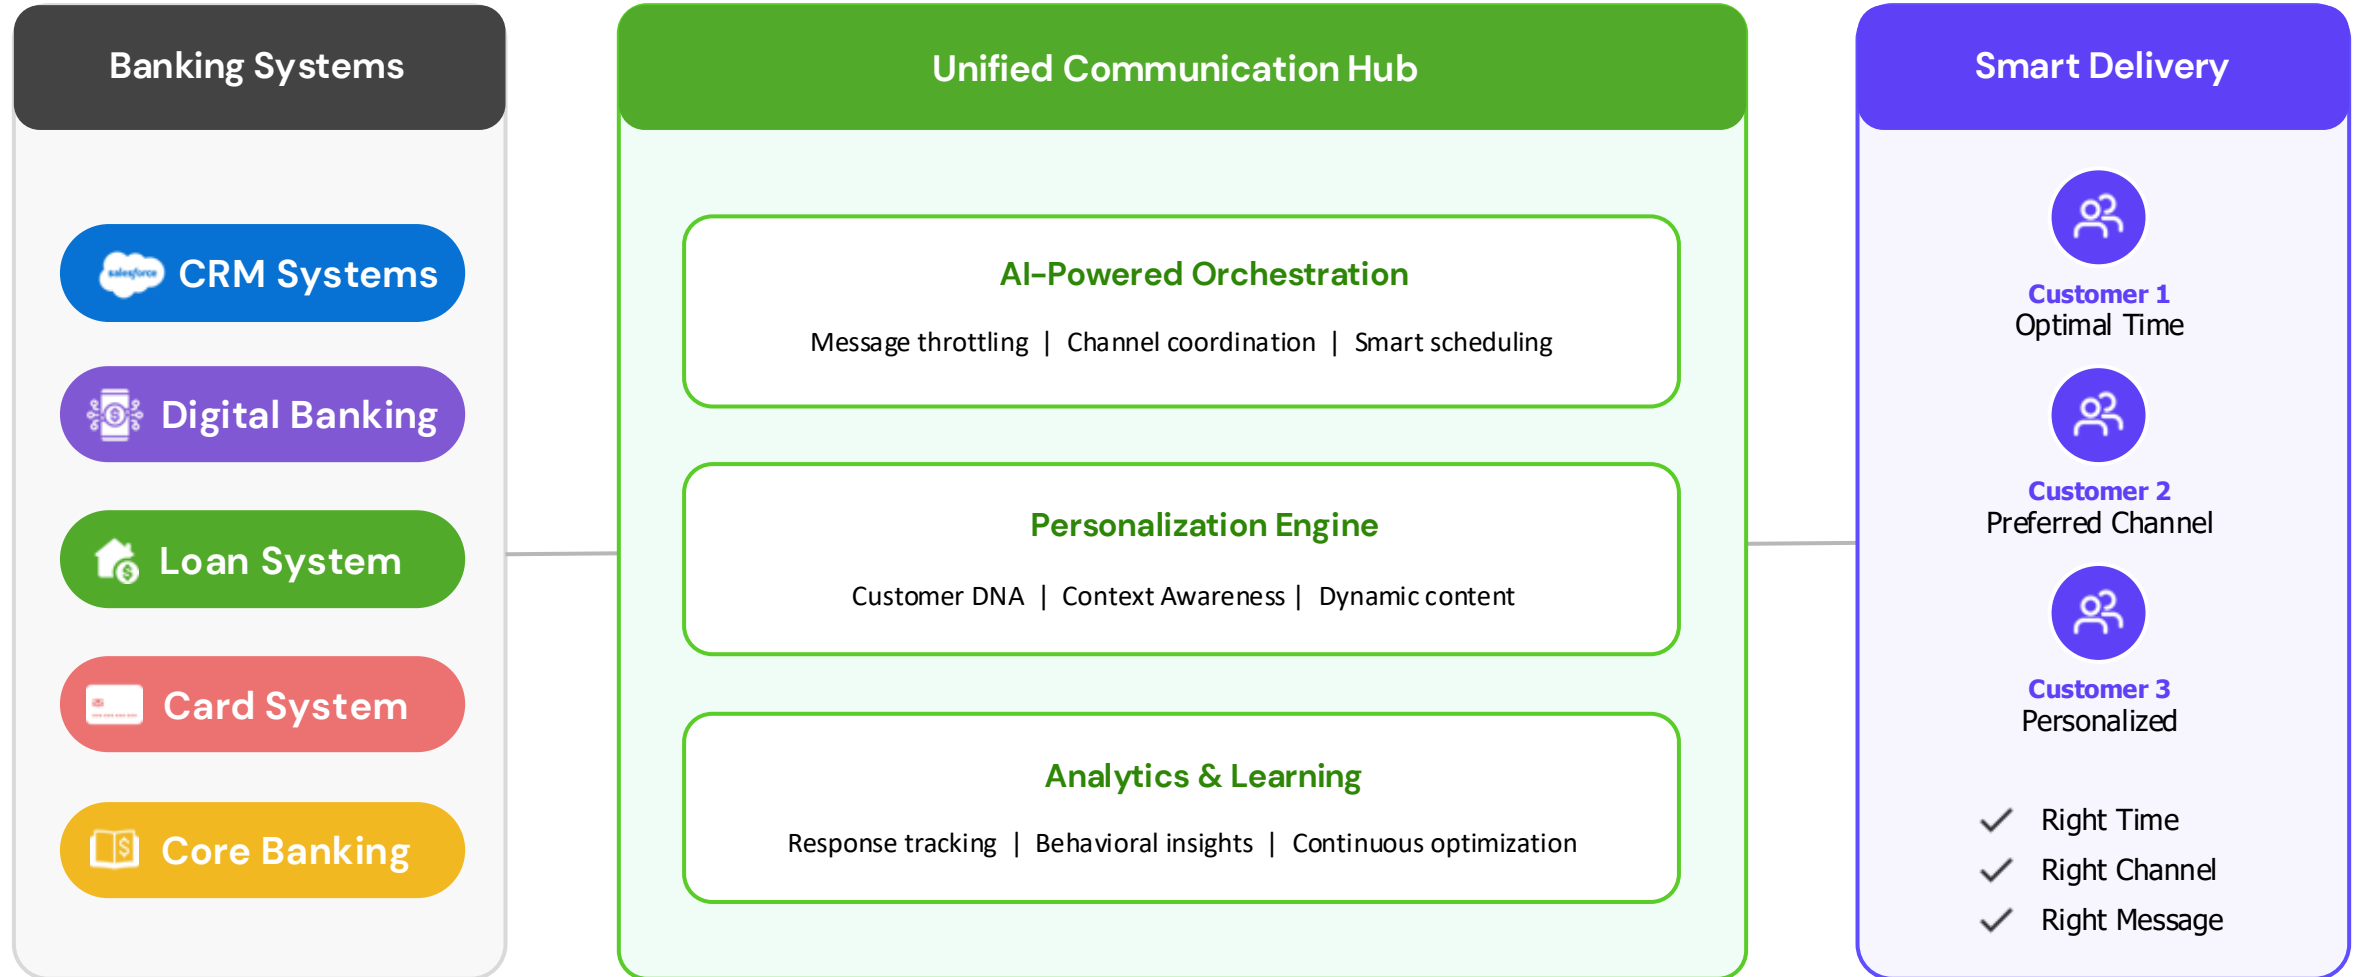 Banking Systems
salesforce CRM Systems
Digital Banking
Loan System
Card System
Core Banking
Unified Communication Hub
AI-Powered Orchestration
Message throttling | Channel coordination | Smart scheduling
Personalization Engine
Customer DNA | Context Awareness | Dynamic content
Analytics & Learning
Response tracking | Behavioral insights | Continuous optimization
Smart Delivery
Customer 1
Optimal Time
Customer 2
Preferred Channel
Customer 3
Personalized
Right Time
Right Channel
Right Message